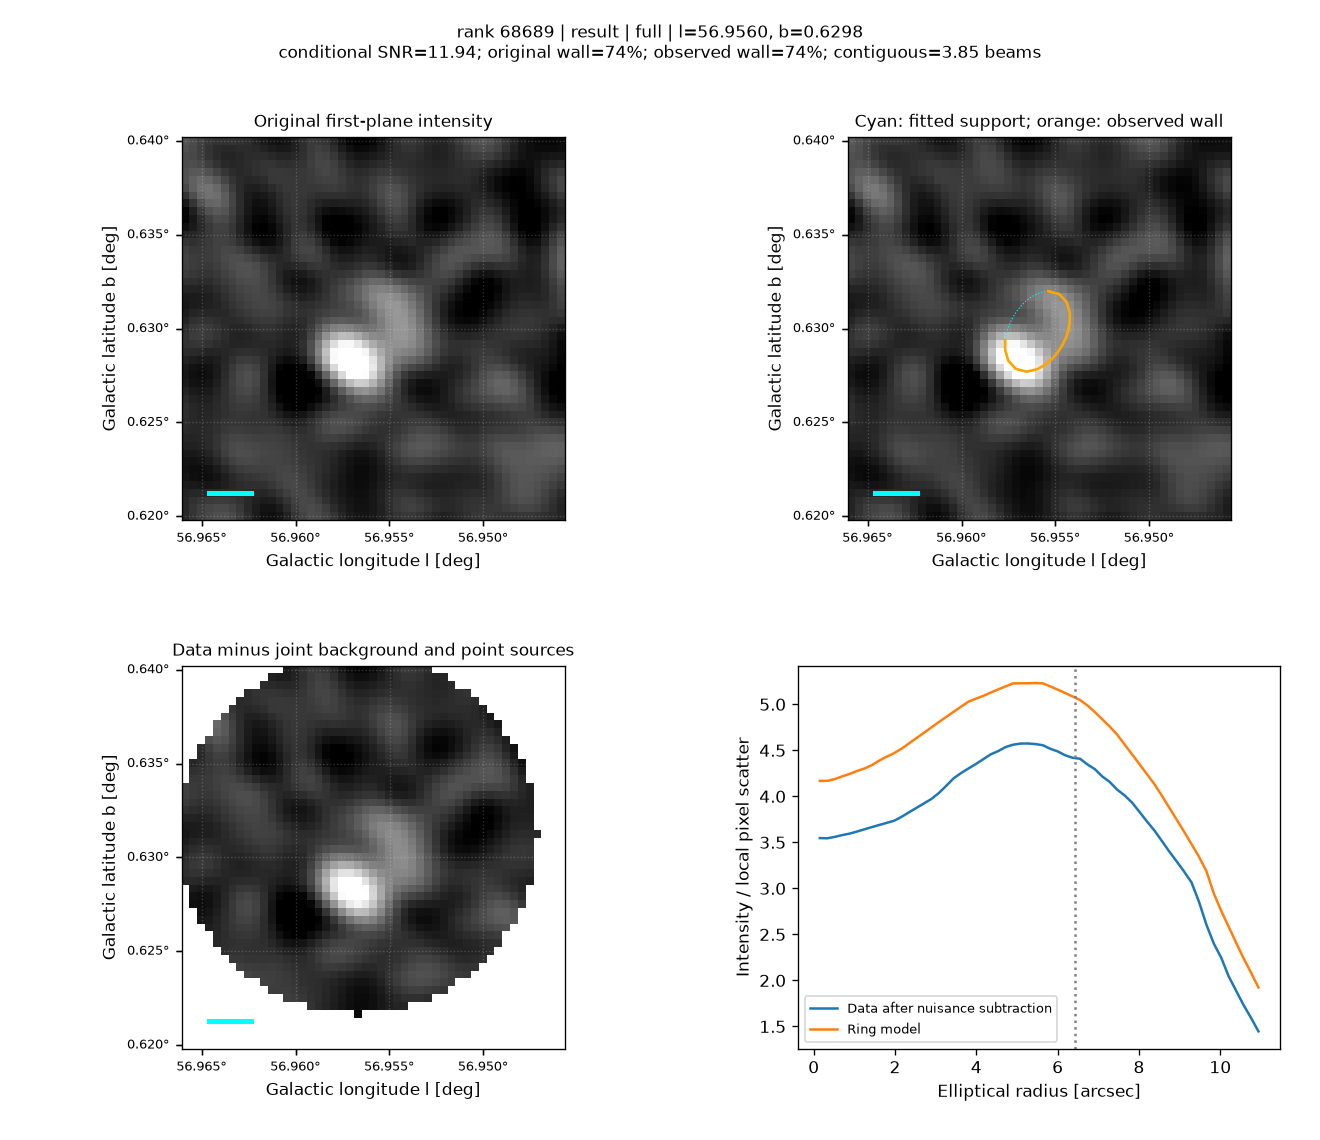 rank 68689 | result | full | l=56.9560, b=0.6298
conditional SNR=11.94; original wall=74%; observed wall=74%; contiguous=3.85 beams
Original first-plane intensity
0.640°
0.635°
0.630°
0.625°
0.620°
Galactic latitude b [deg]
56.965° 56.960° 56.955° 56.950°
Galactic longitude l [deg]
Cyan: fitted support; orange: observed wall
0.640°
0.635°
0.630°
0.625°
0.620°
Galactic latitude b [deg]
56.965° 56.960° 56.955° 56.950°
Galactic longitude l [deg]
Data minus joint background and point sources
0.640°
0.635°
0.630°
0.625°
0.620°
Galactic latitude b [deg]
56.965° 56.960° 56.955° 56.950°
Galactic longitude l [deg]
5.0
4.5
4.0
3.5
3.0
2.5
2.0
1.5
Intensity / local pixel scatter
Data after nuisance subtraction
Ring model
0 2 4 6 8 10
Elliptical radius [arcsec]